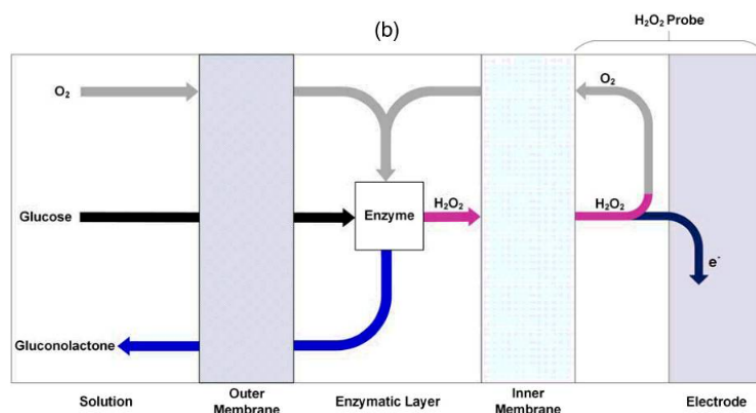 H₂O₂ Probe
(b)
O₂
O₂
Glucose
Enzyme
H₂O₂
H₂O₂
e⁻
Gluconolactone
Solution
Outer
Membrane
Enzymatic Layer
Inner
Membrane
Electrode